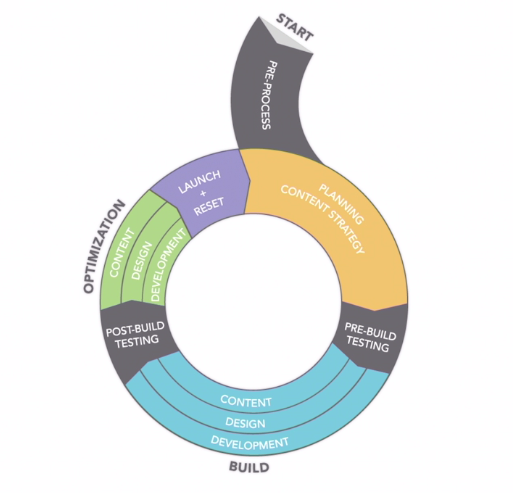 START
PRE-PROCESS
PLANNING
CONTENT STRATEGY
PRE-BUILD
TESTING
CONTENT
DESIGN
DEVELOPMENT
BUILD
POST-BUILD
TESTING
OPTIMIZATION
CONTENT
DESIGN
DEVELOPMENT
LAUNCH
+
RESET